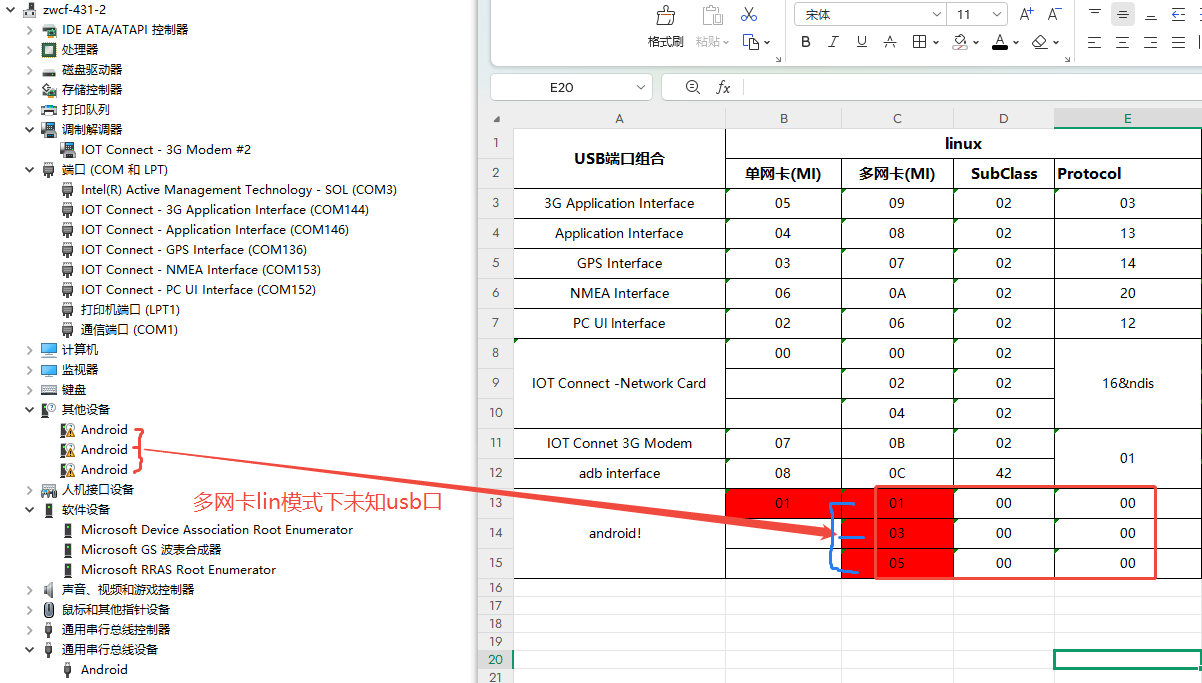 zwcf-431-2
IDE ATA/ATAPI 控制器
处理器
磁盘驱动器
存储控制器
打印队列
调制解调器
IOT Connect - 3G Modem #2
端口 (COM 和 LPT)
Intel(R) Active Management Technology - SOL (COM3)
IOT Connect - 3G Application Interface (COM144)
IOT Connect - Application Interface (COM146)
IOT Connect - GPS Interface (COM136)
IOT Connect - NMEA Interface (COM153)
IOT Connect - PC UI Interface (COM152)
打印机端口 (LPT1)
通信端口 (COM1)
计算机
监视器
键盘
其他设备
Android
Android
Android
人机接口设备
软件设备
Microsoft Device Association Root Enumerator
Microsoft GS 波表合成器
Microsoft RRAS Root Enumerator
声音、视频和游戏控制器
鼠标和其他指针设备
通用串行总线控制器
通用串行总线设备
Android
多网卡lin模式下未知usb口
格式刷 粘贴
宋体 11 A+ A-
B I U A A
E20 fx
A B C D E
1 USB端口组合 linux
2 单网卡(MI) 多网卡(MI) SubClass Protocol
3 3G Application Interface 05 09 02 03
4 Application Interface 04 08 02 13
5 GPS Interface 03 07 02 14
6 NMEA Interface 06 0A 02 20
7 PC UI Interface 02 06 02 12
8 00 00 02
9 IOT Connect -Network Card 02 02 16&ndis
10 04 02
11 IOT Connet 3G Modem 07 0B 02 01
12 adb interface 08 0C 42
13 01 01 00 00
14 android! 03 00 00
15 05 00 00
16
17
18
19
20
21